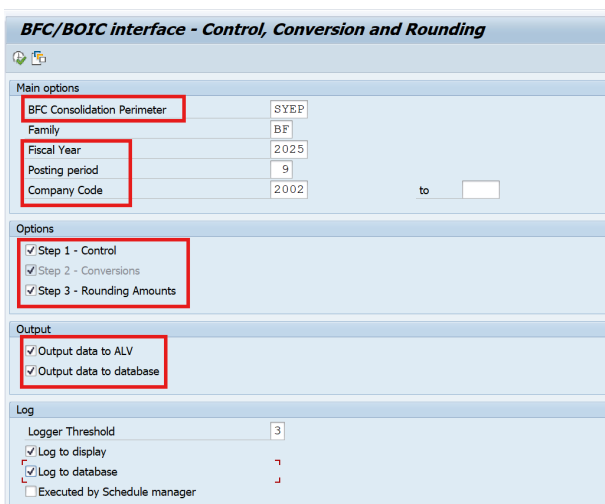 BFC/BOIC interface - Control, Conversion and Rounding
Main options
BFC Consolidation Perimeter SYEP
Family BF
Fiscal Year 2025
Posting period 9
Company Code 2002 to
Options
Step 1 - Control
Step 2 - Conversions
Step 3 - Rounding Amounts
Output
Output data to ALV
Output data to database
Log
Logger Threshold 3
Log to display
Log to database
Executed by Schedule manager